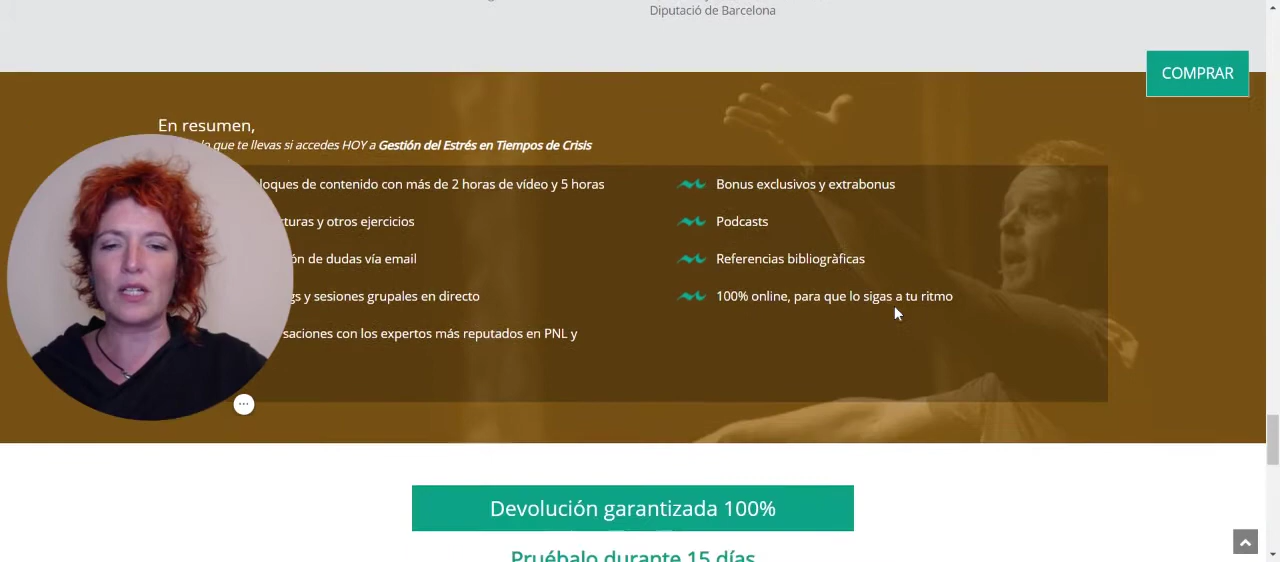 Diputació de Barcelona
COMPRAR
En resumen,
lo que te llevas si accedes HOY a Gestión del Estrés en Tiempos de Crisis
loques de contenido con más de 2 horas de vídeo y 5 horas
turas y otros ejercicios
ón de dudas vía email
gs y sesiones grupales en directo
saciones con los expertos más reputados en PNL y
Bonus exclusivos y extrabonus
Podcasts
Referencias bibliogràficas
100% online, para que lo sigas a tu ritmo
Devolución garantizada 100%
Pruébalo durante 15 días